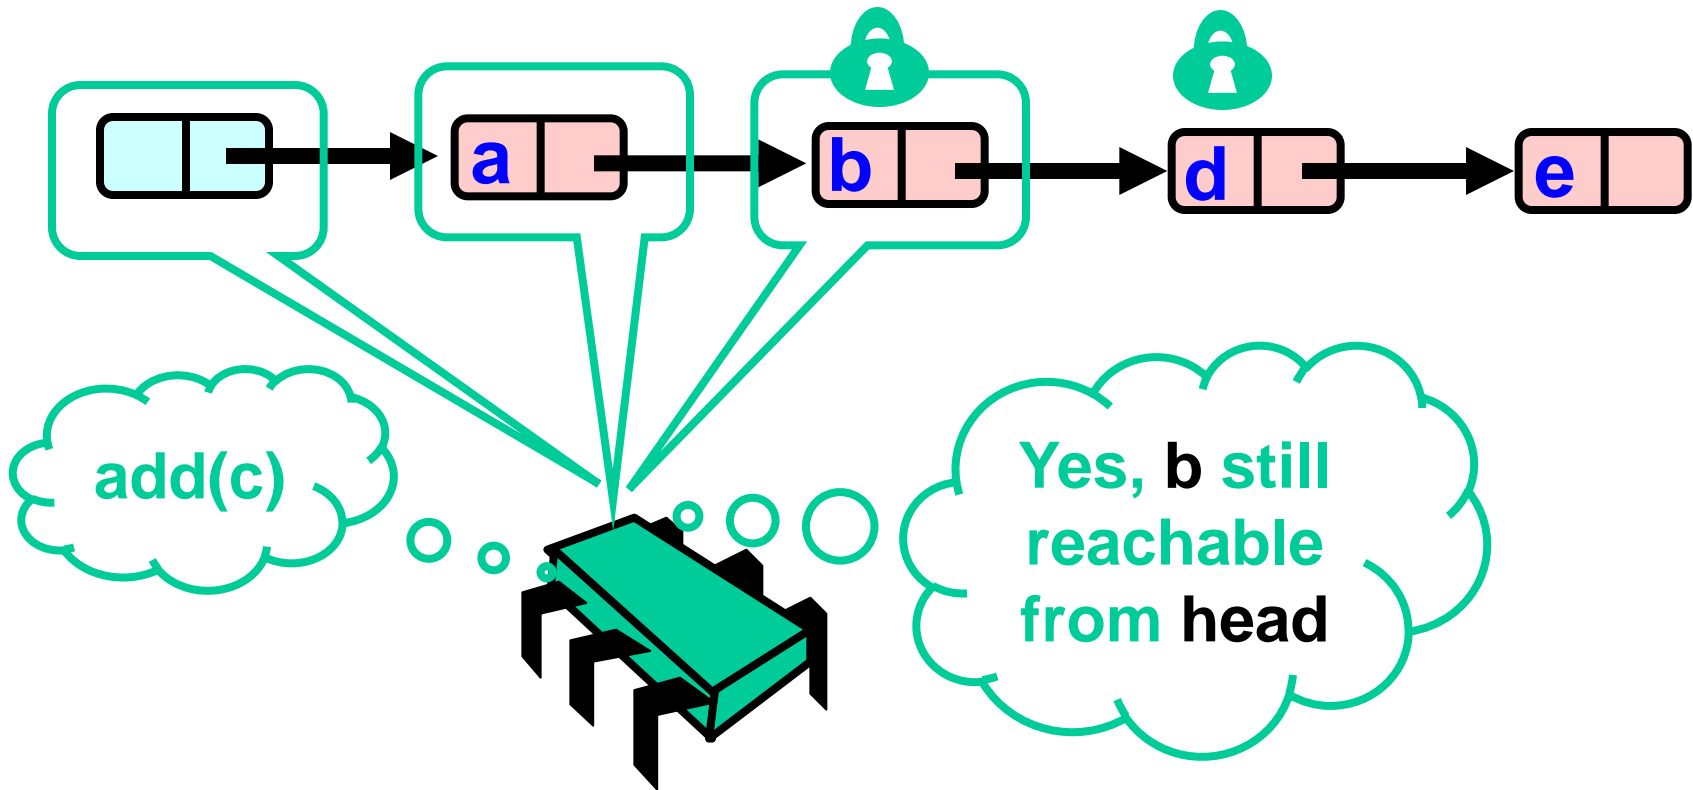 a
b
d
e
add(c)
Yes, b still
reachable
from head